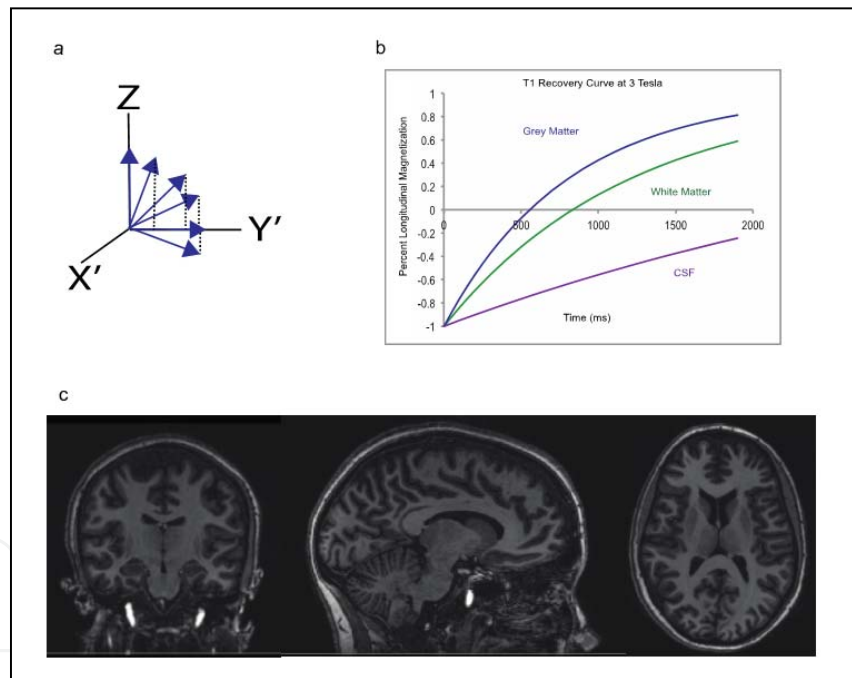 a
Z
Y'
X'
b
T1 Recovery Curve at 3 Tesla
Percent Longitudinal Magnetization
1
0.8
0.6
0.4
0.2
0
-0.2
-0.4
-0.6
-0.8
-1
0
500
1000
1500
2000
Grey Matter
White Matter
CSF
Time (ms)
c